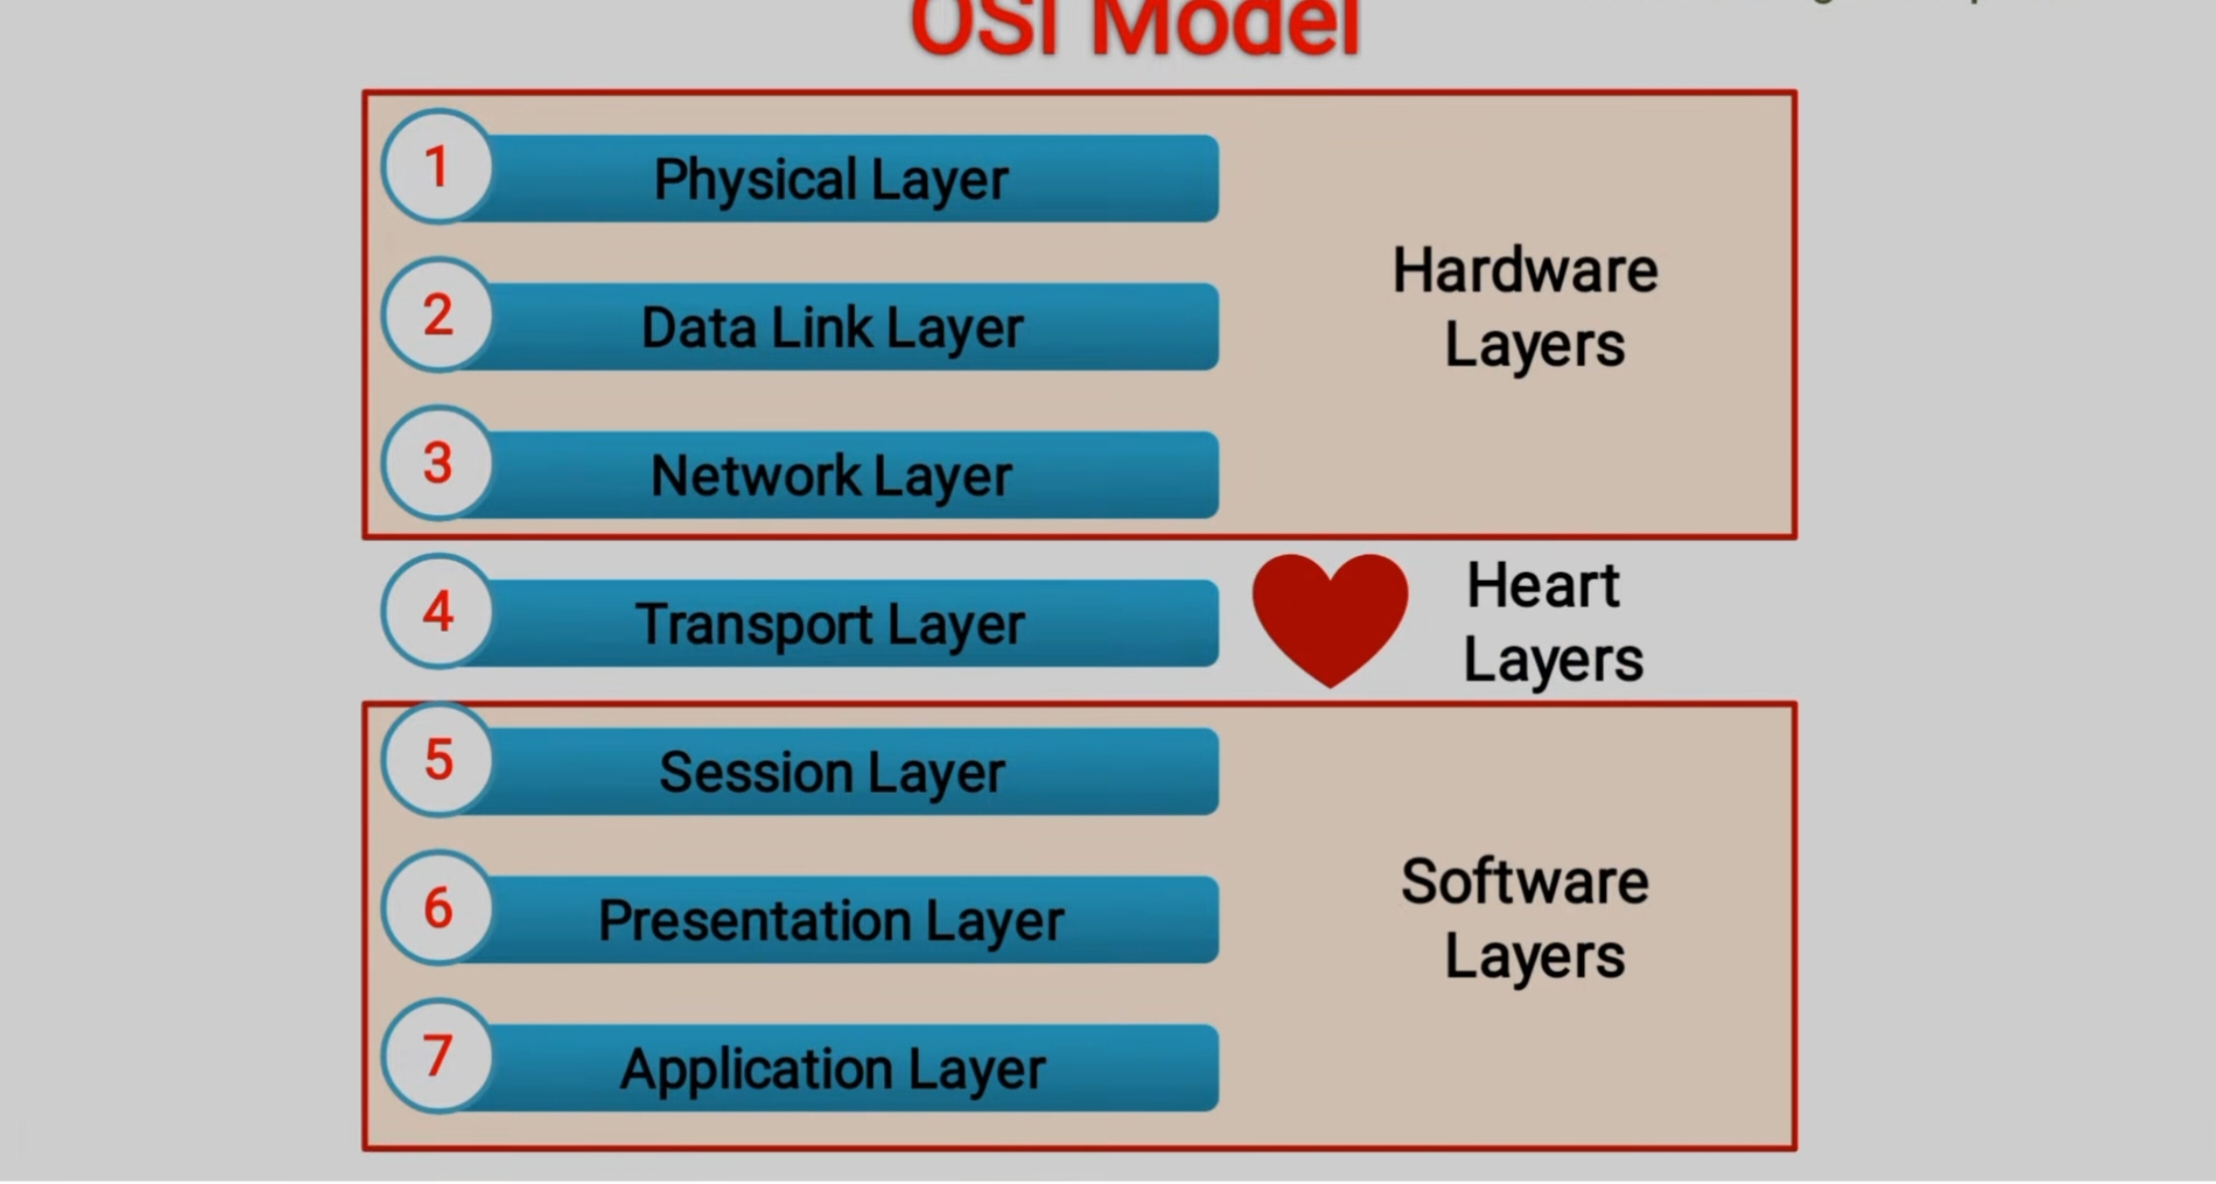 OSI Model
1 Physical Layer
2 Data Link Layer
3 Network Layer
Hardware
Layers
4 Transport Layer
Heart
Layers
5 Session Layer
6 Presentation Layer
7 Application Layer
Software
Layers